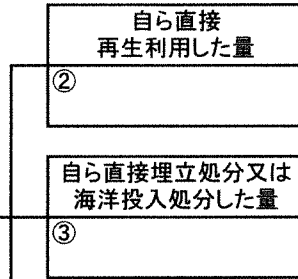 自ら直接
再生利用した量
②
自ら直接埋立処分又は
海洋投入処分した量
③